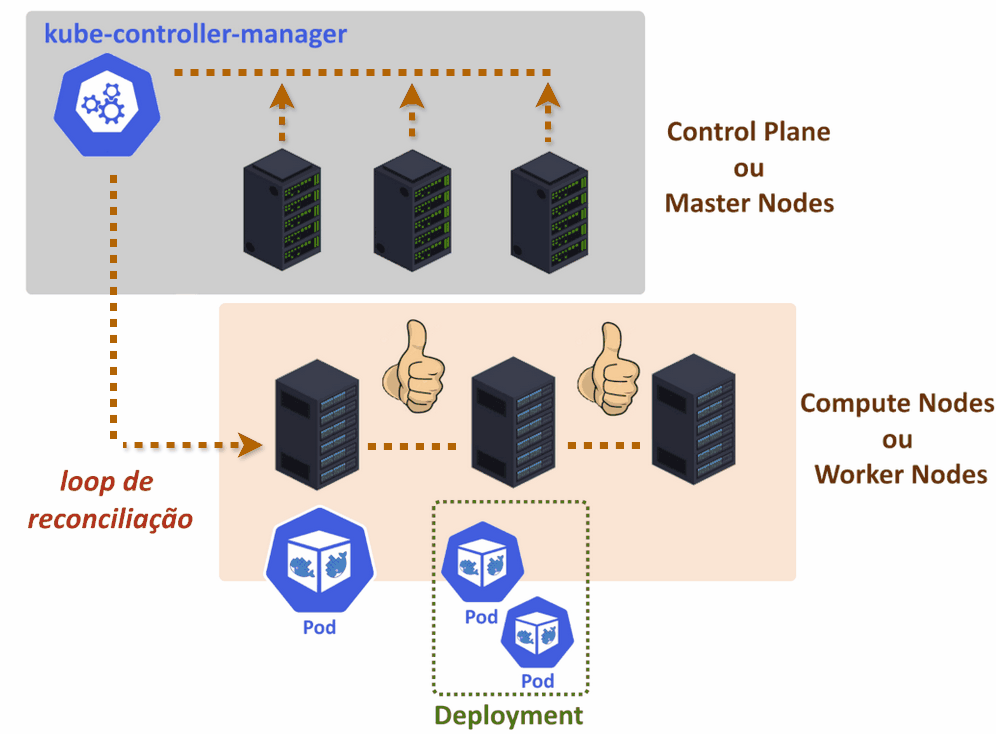 kube-controller-manager
Control Plane
ou
Master Nodes
Compute Nodes
ou
Worker Nodes
loop de
reconciliação
Pod
Pod
Pod
Deployment